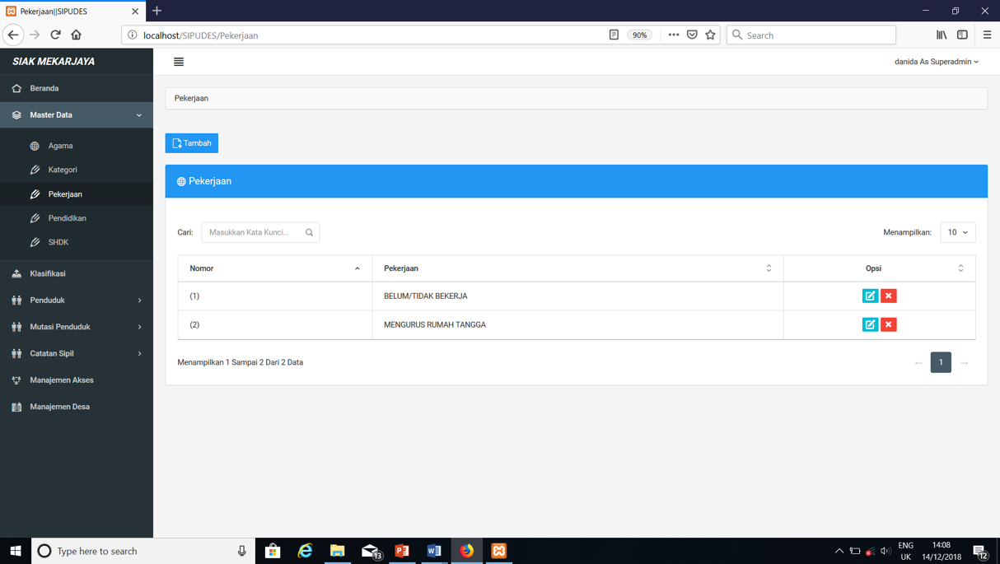 Pekerjaan||SIPUDES
localhost/SIPUDES/Pekerjaan
90%
Search
SIAK MEKARJAYA
danida As Superadmin
Beranda
Master Data
Agama
Kategori
Pekerjaan
Pendidikan
SHDK
Klasifikasi
Penduduk
Mutasi Penduduk
Catatan Sipil
Manajemen Akses
Manajemen Desa
Pekerjaan
Tambah
Pekerjaan
Cari: Masukkan Kata Kunci... Menampilkan: 10
Nomor Pekerjaan Opsi
(1) BELUM/TIDAK BEKERJA
(2) MENGURUS RUMAH TANGGA
Menampilkan 1 Sampai 2 Dari 2 Data ← 1 →
Type here to search
13
ENG
UK
14:08
14/12/2018
12